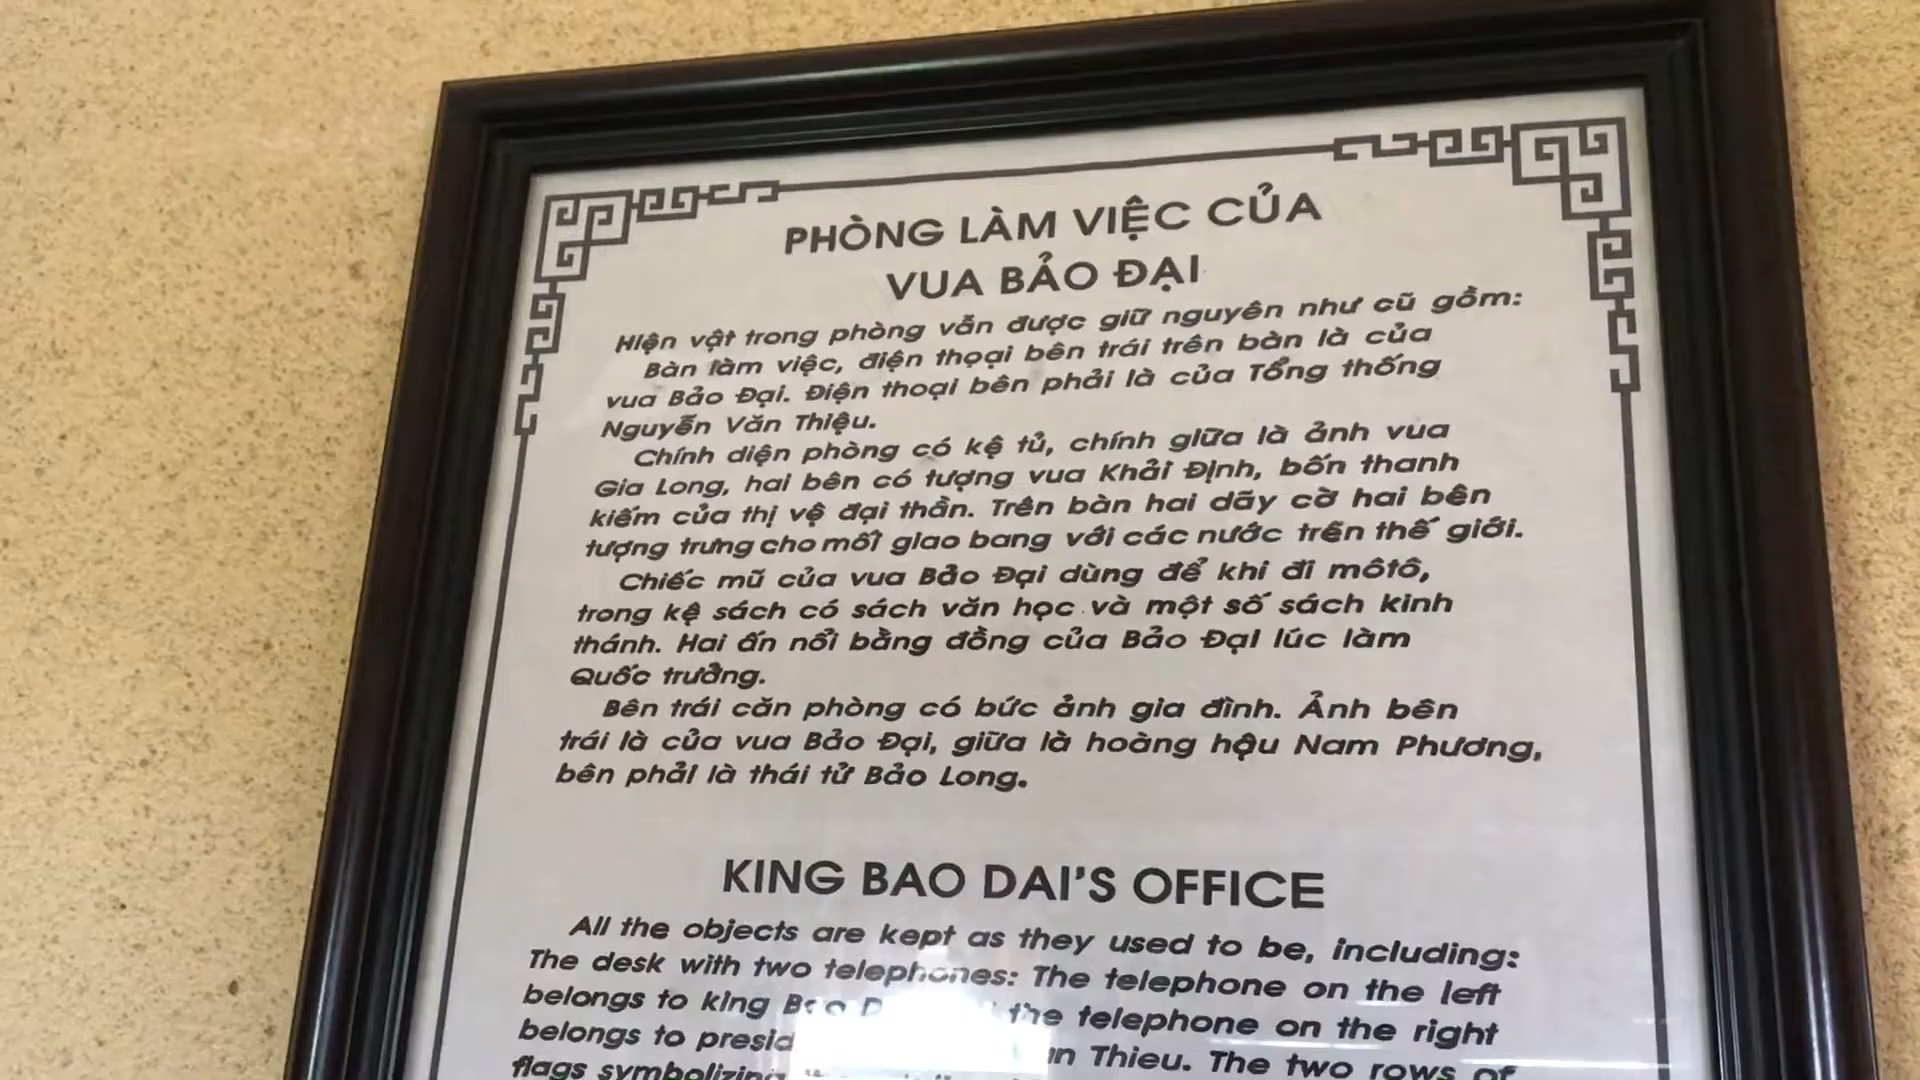 PHÒNG LÀM VIỆC CỦA
VUA BẢO ĐẠI
Hiện vật trong phòng vẫn được giữ nguyên như cũ gồm:
Bàn làm việc, điện thoại bên trái trên bàn là của
vua Bảo Đại. Điện thoại bên phải là của Tổng thống
Nguyễn Văn Thiệu.
Chính diện phòng có kệ tủ, chính giữa là ảnh vua
Gia Long, hai bên có tượng vua Khải Định, bốn thanh
kiếm của thị vệ đại thần. Trên bàn hai dãy cờ hai bên
tượng trưng cho mối giao bang với các nước trên thế giới.
Chiếc mũ của vua Bảo Đại dùng để khi đi môtô,
trong kệ sách có sách văn học và một số sách kinh
thánh. Hai ấn nổi bằng đồng của Bảo Đại lúc làm
Quốc trưởng.
Bên trái căn phòng có bức ảnh gia đình. Ảnh bên
trái là của vua Bảo Đại, giữa là hoàng hậu Nam Phương,
bên phải là thái tử Bảo Long.
KING BAO DAI'S OFFICE
All the objects are kept as they used to be, including:
The desk with two telephones: The telephone on the left
belongs to king Bao the telephone on the right
belongs to Thieu. The two rows of
flags symbolizing